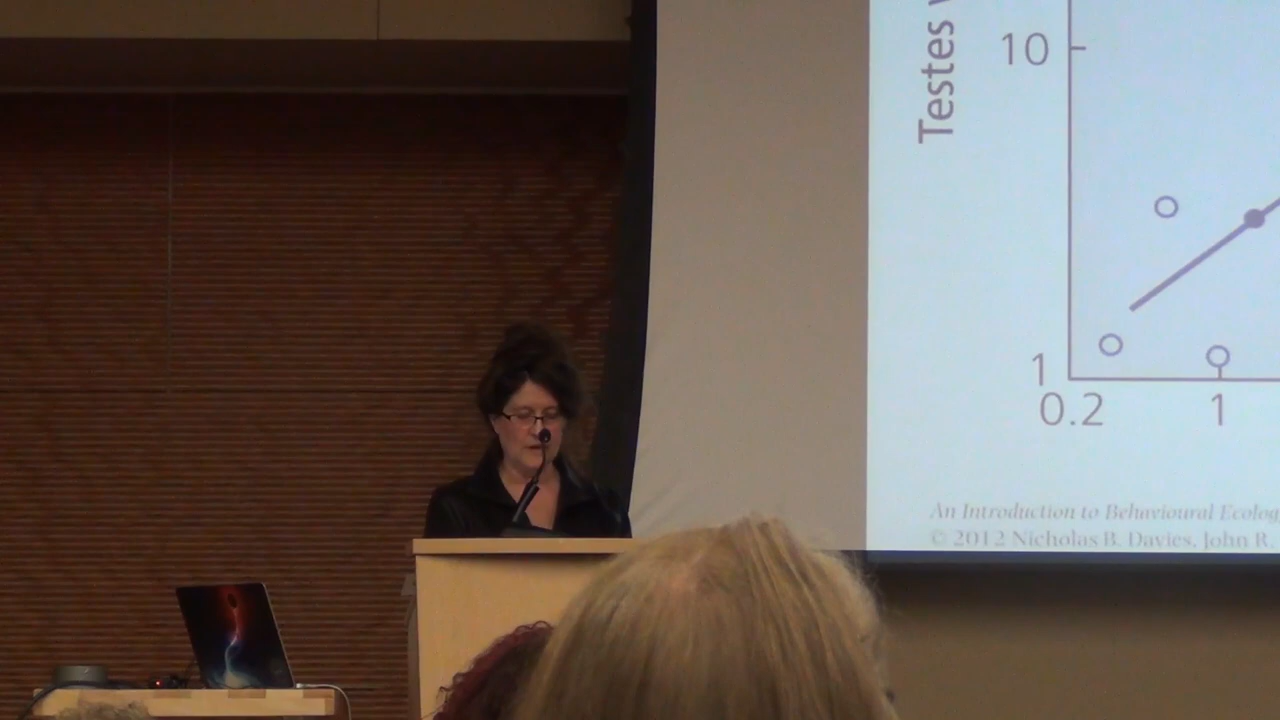 Testes
10
1
0.2 1
An Introduction to Behavioural Ecolog
© 2012 Nicholas B. Davies, John R.